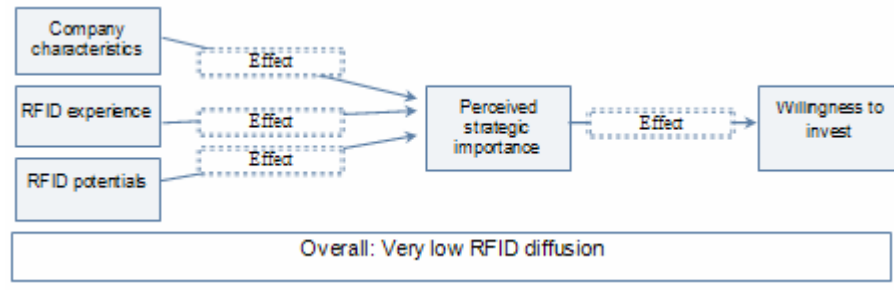 Company
characteristics
Effect
RFID experience
Effect
Effect
RFID potentials
Perceived
strategic
importance
Effect
Willingness to
invest
Overall: Very low RFID diffusion